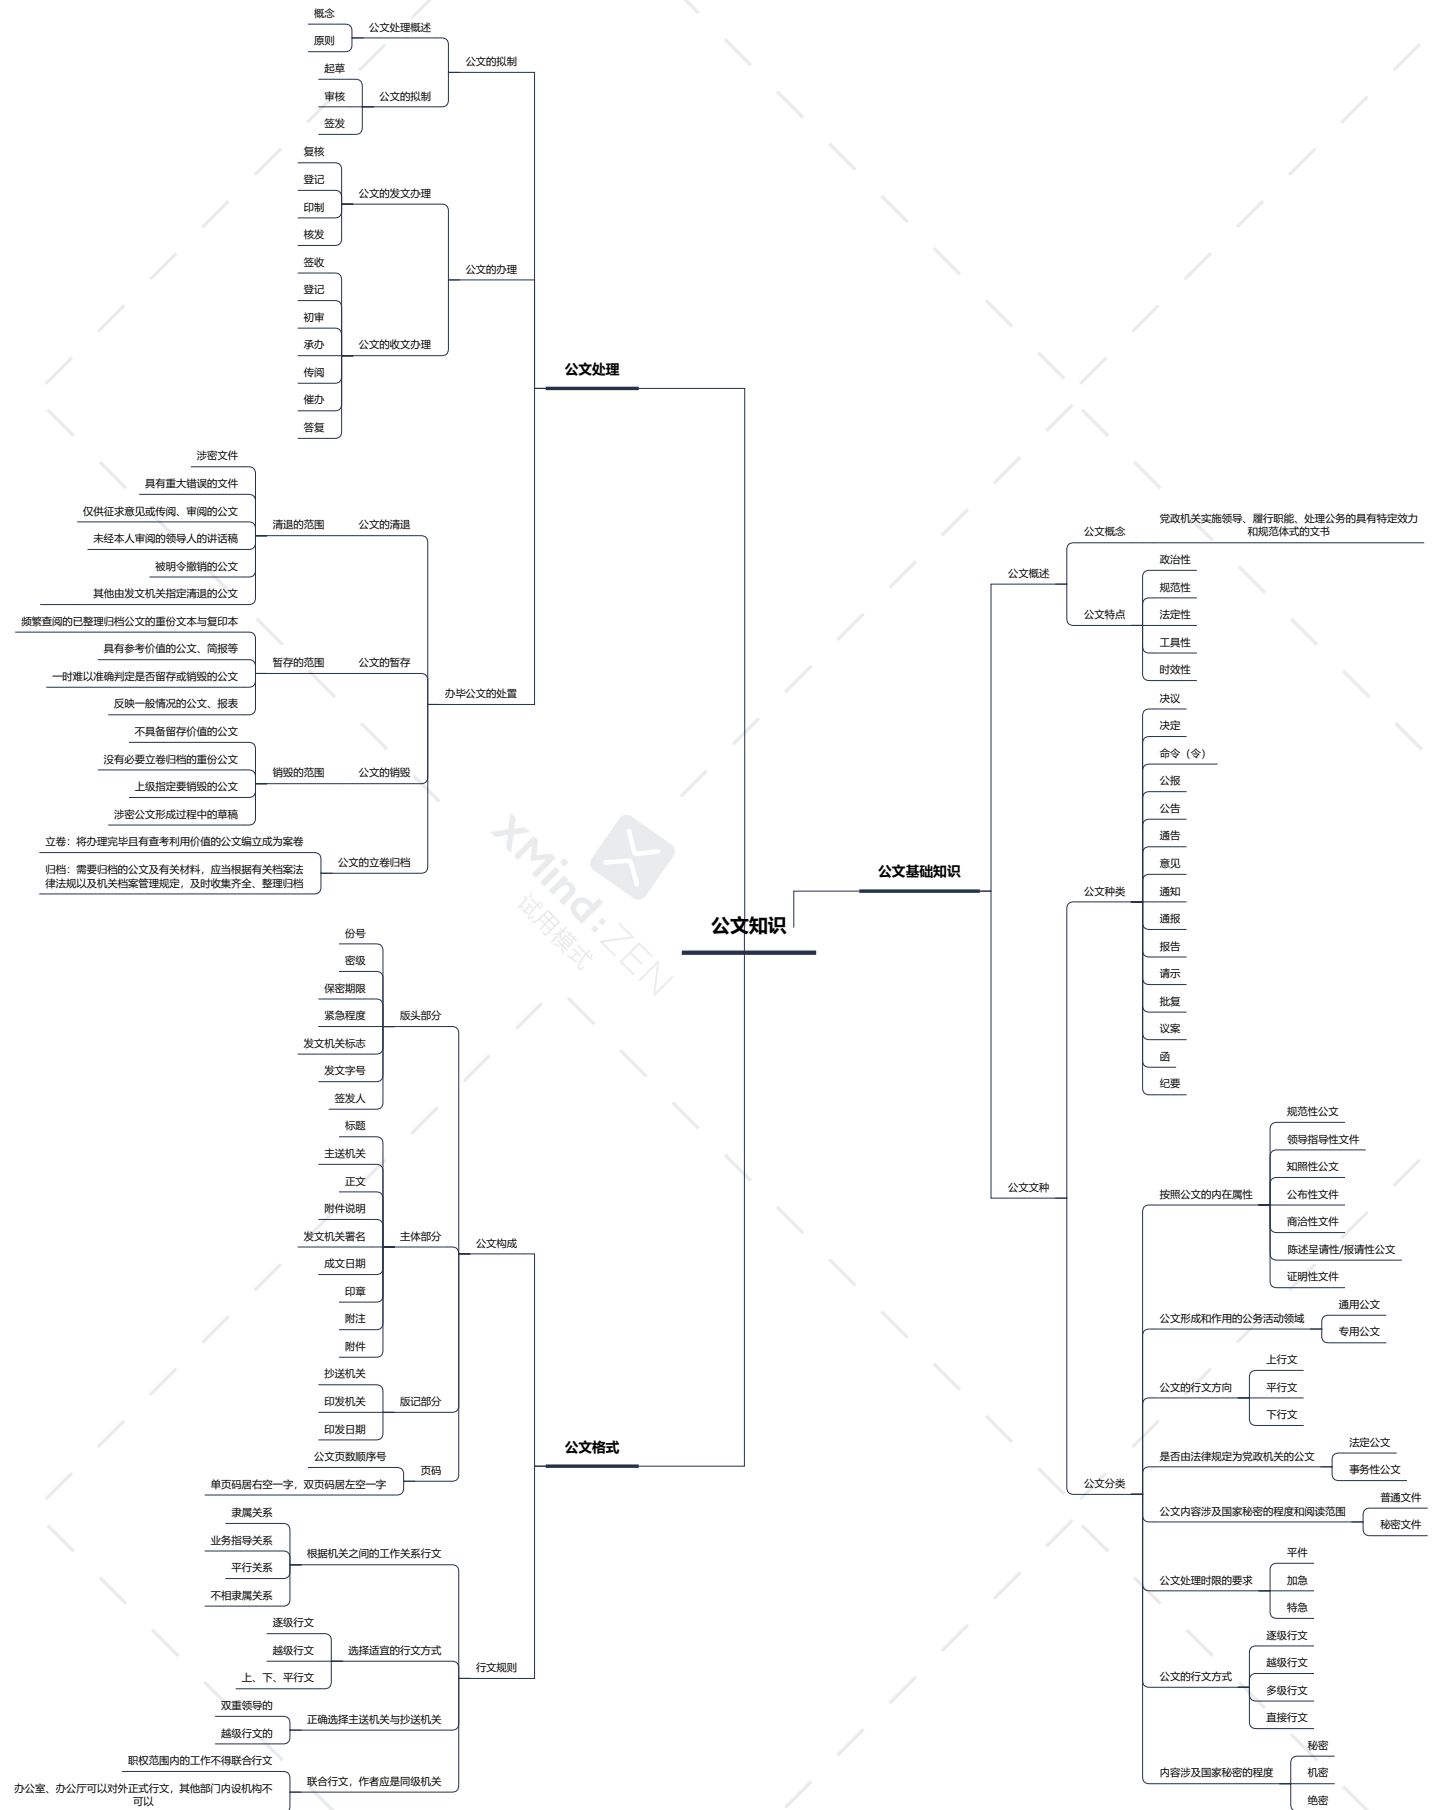 公文知识
公文处理
公文的拟制
公文处理概述
概念
原则
公文的拟制
起草
审核
签发
公文的办理
公文的发文办理
复核
登记
印制
核发
公文的收文办理
签收
登记
初审
承办
传阅
催办
答复
办毕公文的处置
公文的清退
清退的范围
涉密文件
具有重大错误的文件
仅供征求意见或传阅、审阅的公文
未经本人审阅的领导人的讲话稿
被明令撤销的公文
其他由发文机关指定清退的公文
公文的暂存
暂存的范围
频繁查阅的已整理归档公文的重份文本与复印本
具有参考价值的公文、简报等
一时难以准确判定是否留存或销毁的公文
反映一般情况的公文、报表
公文的销毁
销毁的范围
不具备留存价值的公文
没有必要立卷归档的重份公文
上级指定要销毁的公文
涉密公文形成过程中的草稿
公文的立卷归档
立卷：将办理完毕且有查考利用价值的公文编立成为案卷
归档：需要归档的公文及有关材料，应当根据有关档案法
律法规以及机关档案管理规定，及时收集齐全、整理归档
公文格式
公文构成
版头部分
份号
密级
保密期限
紧急程度
发文机关标志
发文字号
签发人
主体部分
标题
主送机关
正文
附件说明
发文机关署名
成文日期
印章
附注
附件
版记部分
抄送机关
印发机关
印发日期
页码
公文页数顺序号
单页码居右空一字，双页码居左空一字
行文规则
根据机关之间的工作关系行文
隶属关系
业务指导关系
平行关系
不相隶属关系
选择适宜的行文方式
逐级行文
越级行文
上、下、平行文
正确选择主送机关与抄送机关
双重领导的
越级行文的
联合行文，作者应是同级机关
职权范围内的工作不得联合行文
办公室、办公厅可以对外正式行文，其他部门内设机构不
可以
公文基础知识
公文概述
公文概念
党政机关实施领导、履行职能、处理公务的具有特定效力
和规范体式的文书
公文特点
政治性
规范性
法定性
工具性
时效性
公文文种
公文种类
决议
决定
命令（令）
公报
公告
通告
意见
通知
通报
报告
请示
批复
议案
函
纪要
公文分类
按照公文的内在属性
规范性公文
领导指导性文件
知照性公文
公布性文件
商洽性文件
陈述呈请性/报请性公文
证明性文件
公文形成和作用的公务活动领域
通用公文
专用公文
公文的行文方向
上行文
平行文
下行文
是否由法律规定为党政机关的公文
法定公文
事务性公文
公文内容涉及国家秘密的程度和阅读范围
普通文件
秘密文件
公文处理时限的要求
平件
加急
特急
公文的行文方式
逐级行文
越级行文
多级行文
直接行文
内容涉及国家秘密的程度
秘密
机密
绝密
XMind:ZEN
试用模式